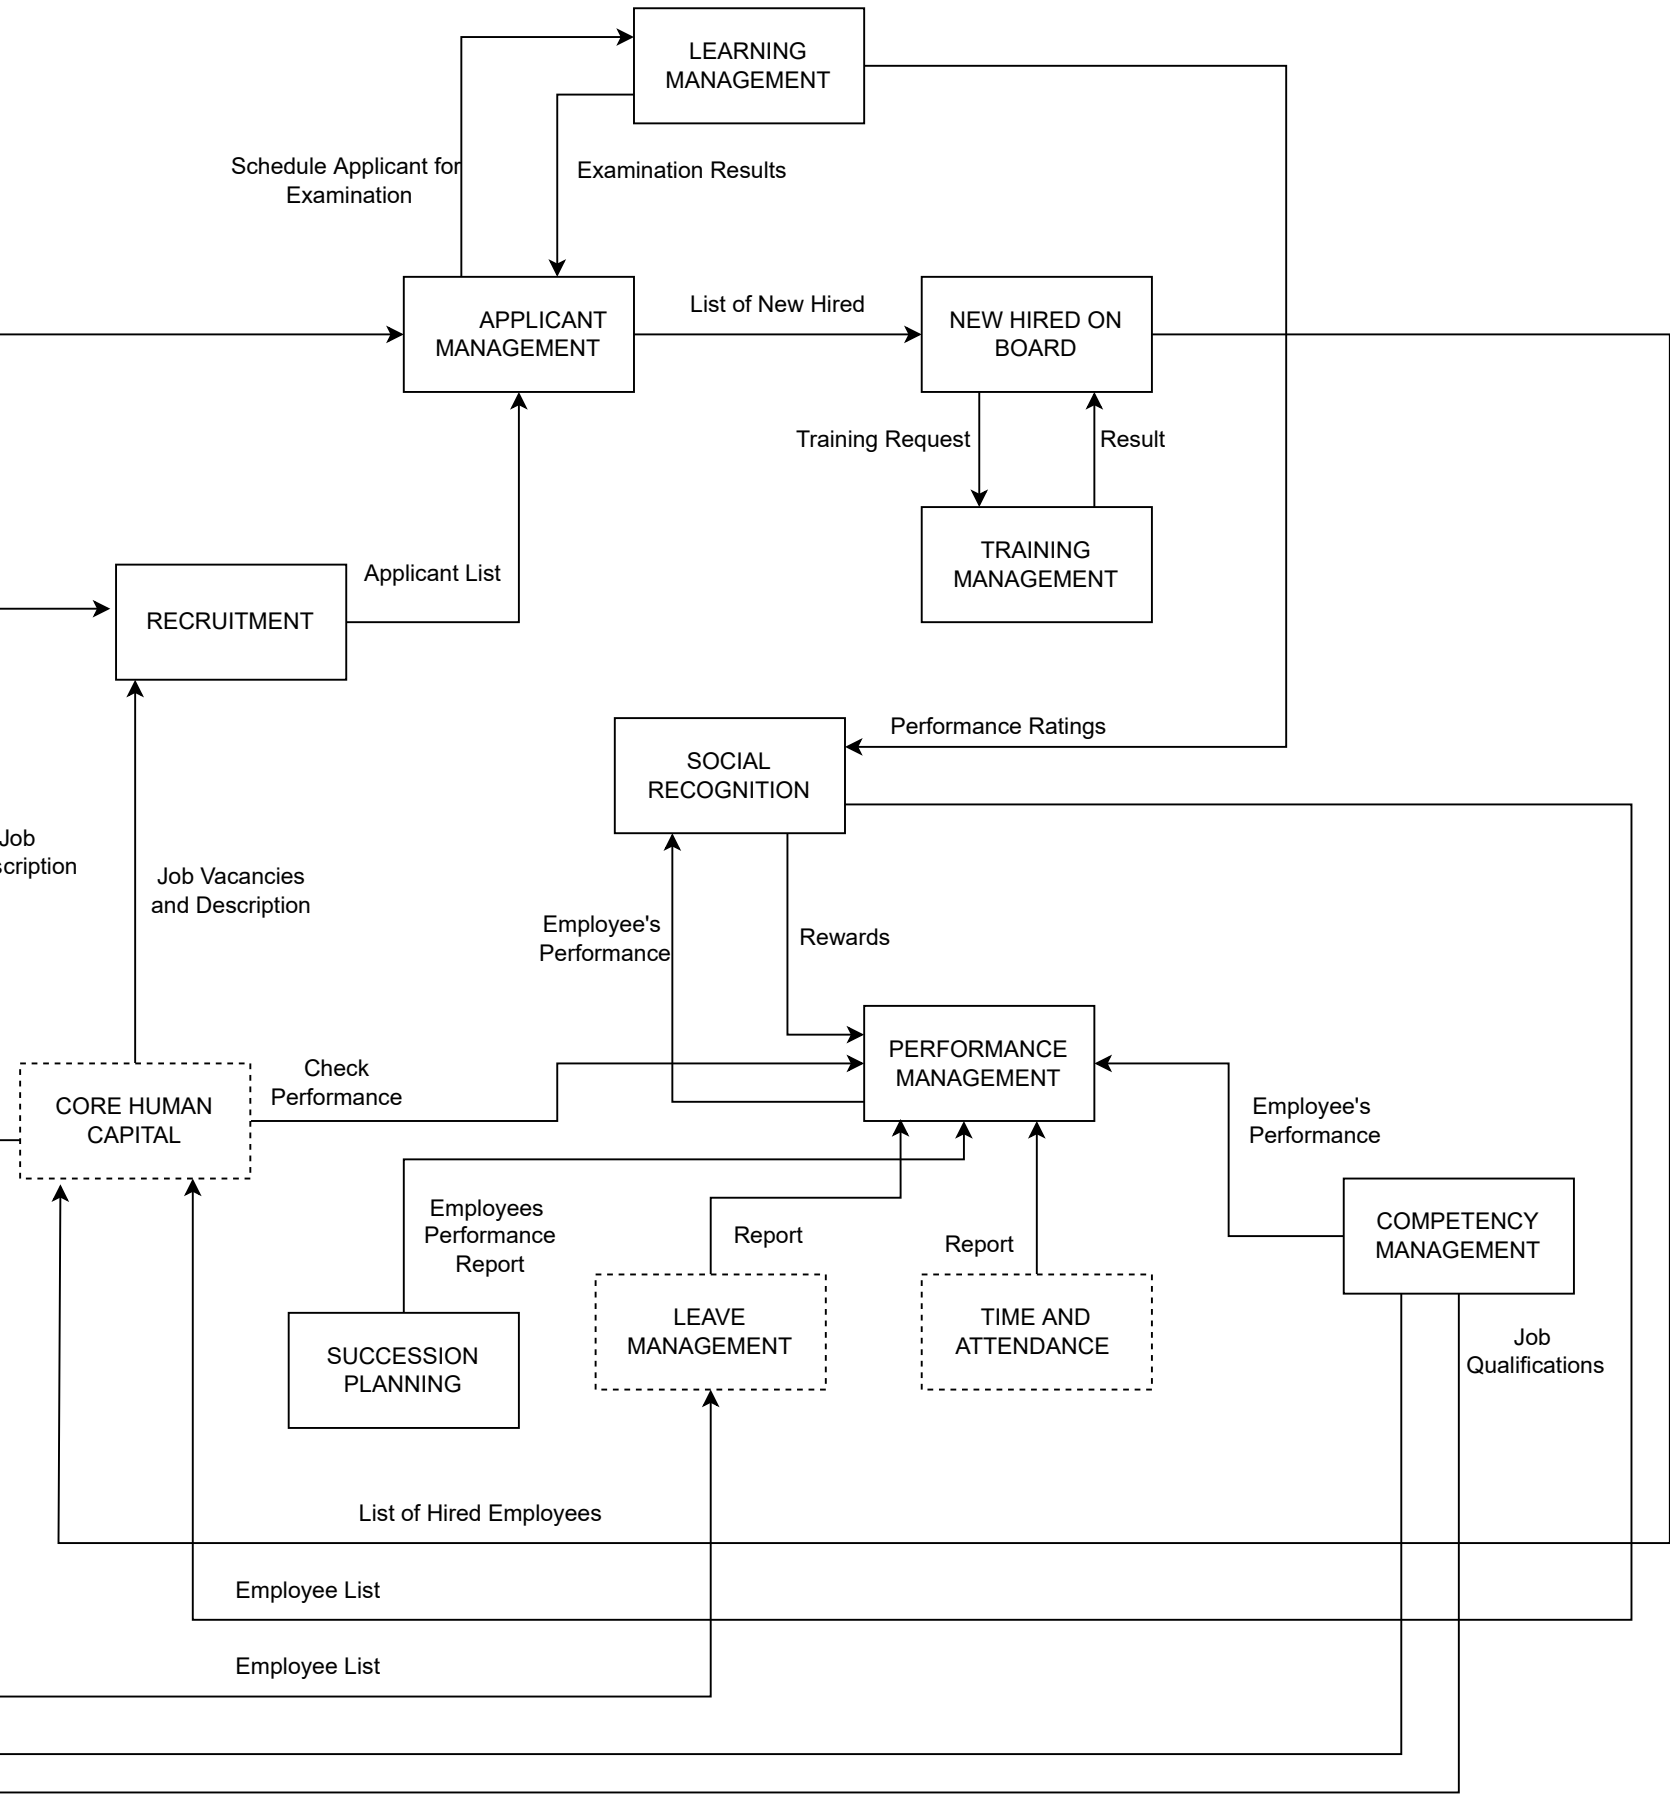 LEARNING
MANAGEMENT
Schedule Applicant for
Examination
Examination Results
APPLICANT
MANAGEMENT
List of New Hired
NEW HIRED ON
BOARD
Training Request
Result
TRAINING
MANAGEMENT
Applicant List
RECRUITMENT
Performance Ratings
SOCIAL
RECOGNITION
Job
scription
Job Vacancies
and Description
Employee's
Performance
Rewards
PERFORMANCE
MANAGEMENT
Check
Performance
CORE HUMAN
CAPITAL
Employee's
Performance
Employees
Performance
Report
Report
Report
COMPETENCY
MANAGEMENT
LEAVE
MANAGEMENT
TIME AND
ATTENDANCE
SUCCESSION
PLANNING
Job
Qualifications
List of Hired Employees
Employee List
Employee List